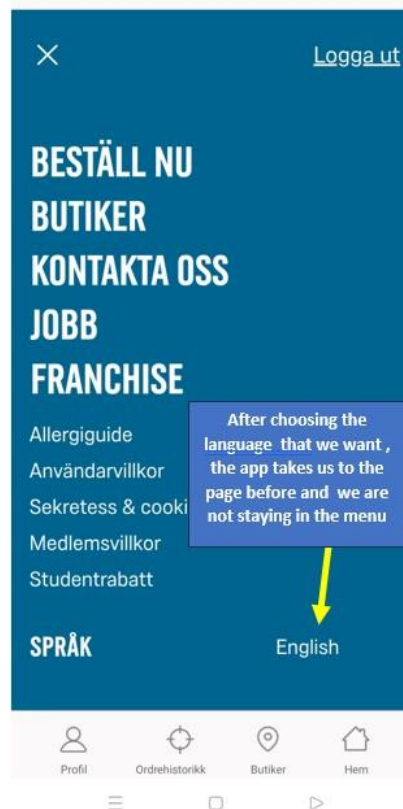 Logga ut
BESTÄLL NU
BUTIKER
KONTAKTA OSS
JOBB
FRANCHISE
Allergiguide
Användarvillkor
Sekretess & cooki
Medlemsvillkor
Studentrabatt
After choosing the
language that we want ,
the app takes us to the
page before and we are
not staying in the menu
SPRÅK English
Profil Ordrehistorikk Butiker Hem